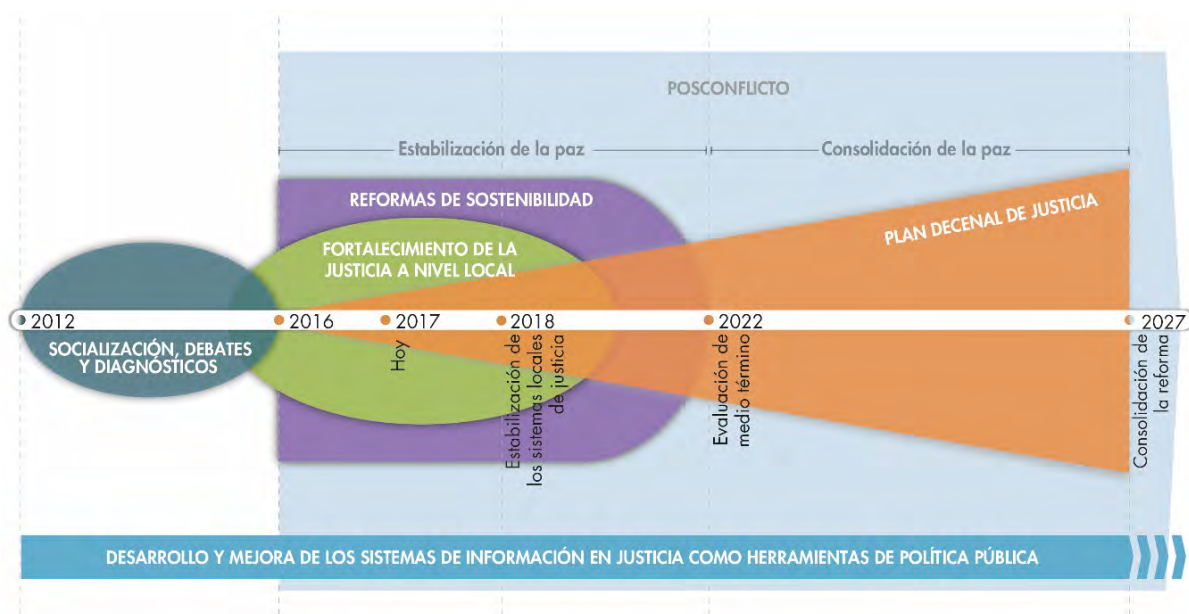 POSCONFLICTO
Estabilización de la paz
Consolidación de la paz
REFORMAS DE SOSTENIBILIDAD
PLAN DECENAL DE JUSTICIA
FORTALECIMIENTO DE LA
JUSTICIA A NIVEL LOCAL
2012
2016
2017
2018
2022
2027
SOCIALIZACIÓN, DEBATES
Y DIAGNÓSTICOS
Hoy
Estabilización de
los sistemas locales
de justicia
Evaluación de
medio término
Consolidación de
la reforma
DESARROLLO Y MEJORA DE LOS SISTEMAS DE INFORMACIÓN EN JUSTICIA COMO HERRAMIENTAS DE POLÍTICA PÚBLICA